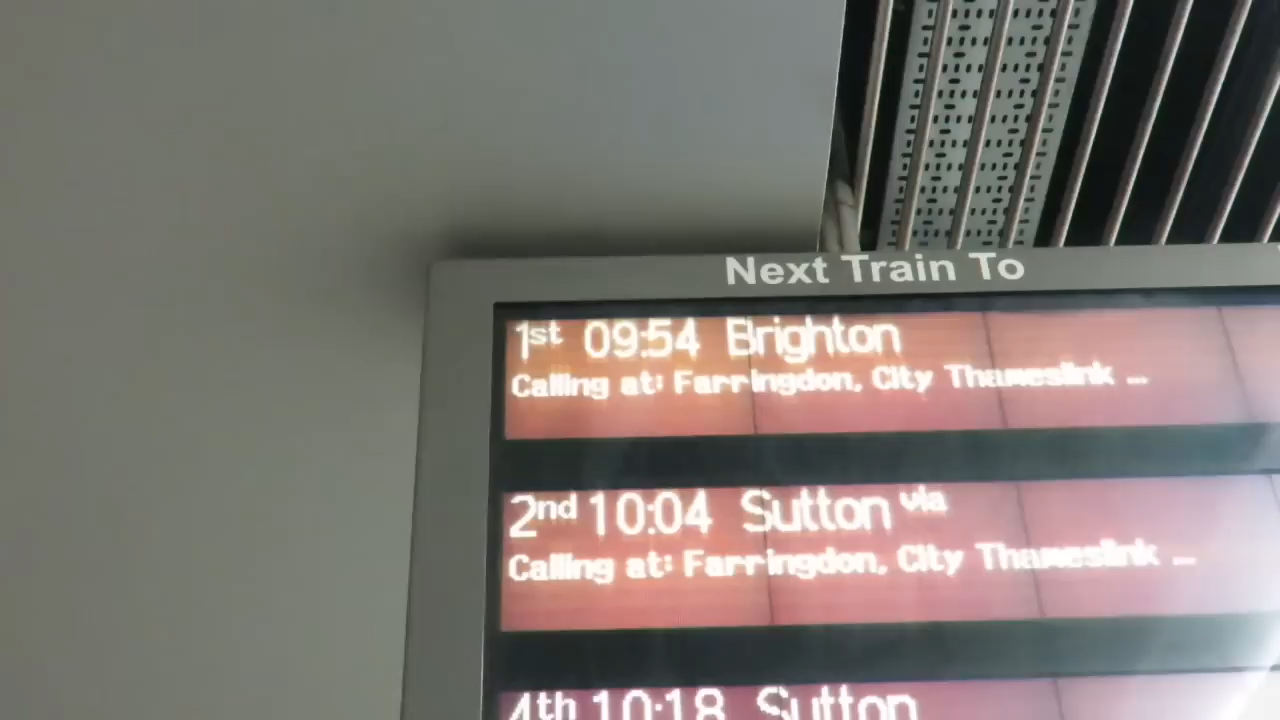 Next Train To
1st 09:54 Brighton
Calling at: Farringdon, City Thameslink ...
2nd 10:04 Sutton via
Calling at: Farringdon, City Thameslink ...
4th 10:18 Sutton